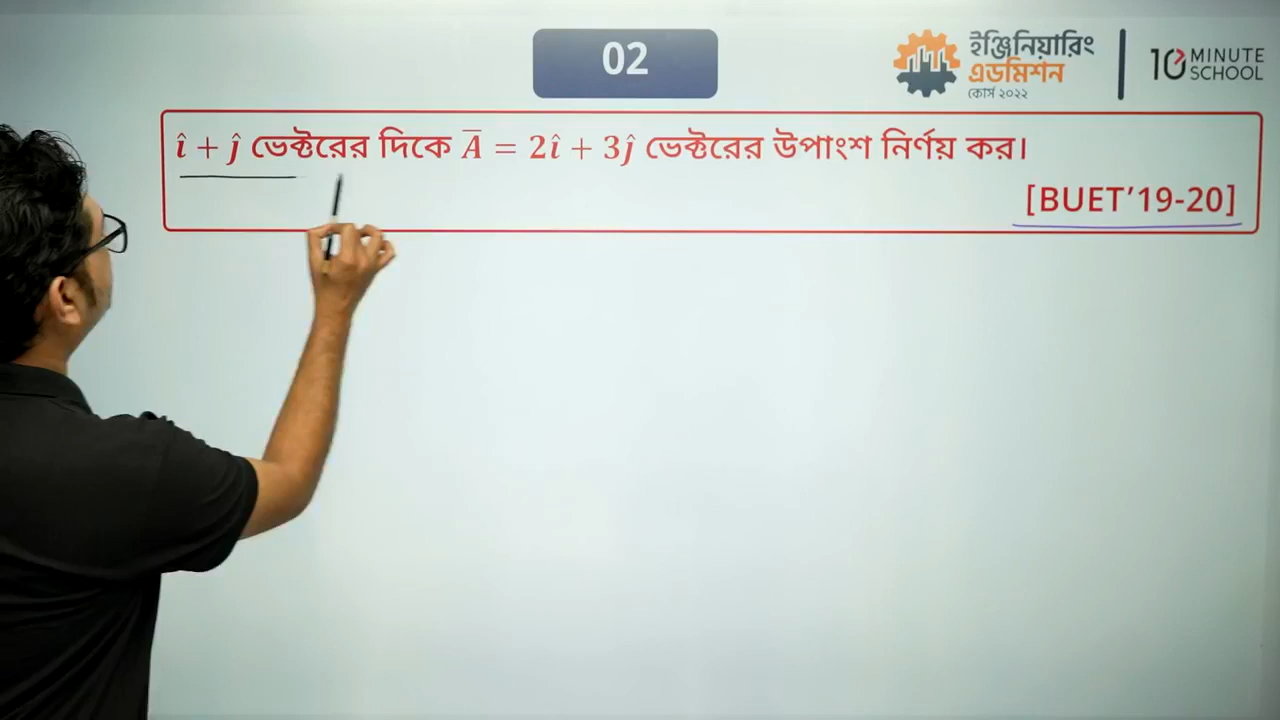 02
ইঞ্জিনিয়ারিং
এডমিশন
কোর্স ২০২২
10 MINUTE SCHOOL
î + ĵ ভেক্টরের দিকে A̅ = 2î + 3ĵ ভেক্টরের উপাংশ নির্ণয় কর।
[BUET’19-20]